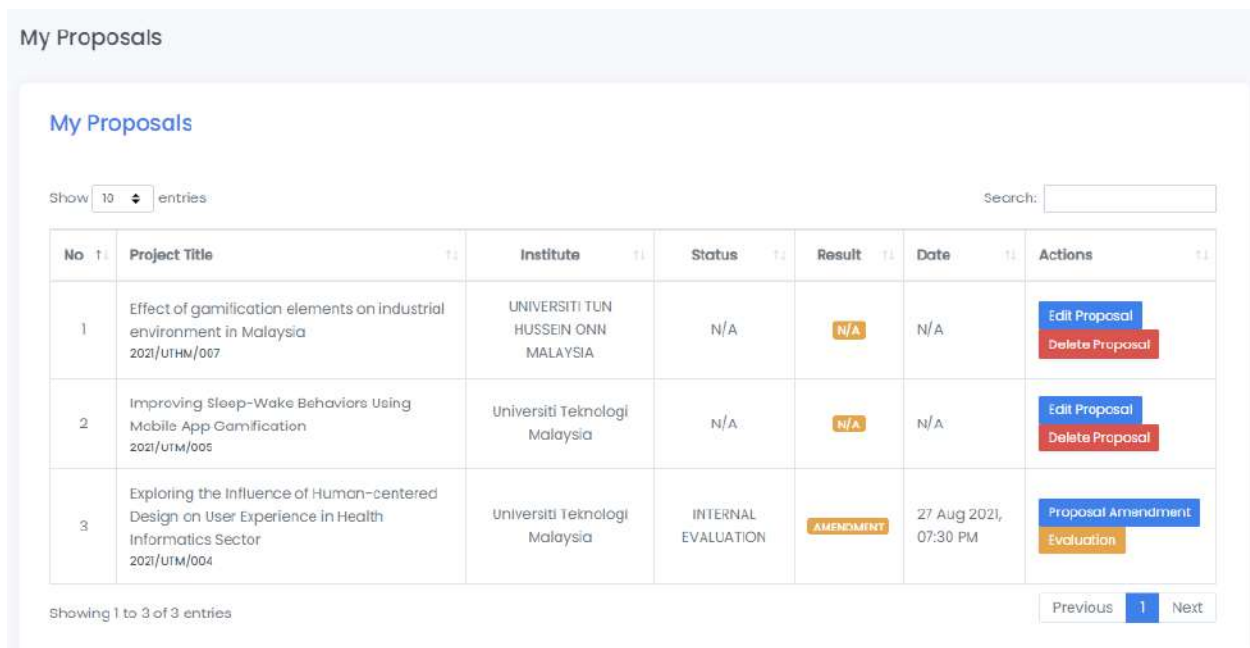 My Proposals
My Proposals
Show 10 entries
Search:
No Project Title Institute Status Result Date Actions
1
Effect of gamification elements on industrial
environment in Malaysia
2021/UTHM/007
UNIVERSITI TUN
HUSSEIN ONN
MALAYSIA
N/A
N/A
N/A
Edit Proposal
Delete Proposal
2
Improving Sleep-Wake Behaviors Using
Mobile App Gamification
2021/UTM/005
Universiti Teknologi
Malaysia
N/A
N/A
N/A
Edit Proposal
Delete Proposal
3
Exploring the Influence of Human-centered
Design on User Experience in Health
Informatics Sector
2021/UTM/004
Universiti Teknologi
Malaysia
INTERNAL
EVALUATION
AMENDMENT
27 Aug 2021,
07:30 PM
Proposal Amendment
Evaluation
Showing 1 to 3 of 3 entries
Previous 1 Next